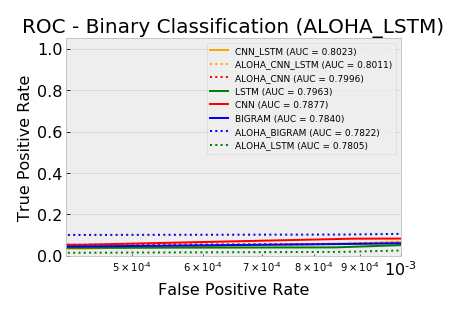 ROC - Binary Classification (ALOHA_LSTM)
True Positive Rate
1.0
0.8
0.6
0.4
0.2
0.0
CNN_LSTM (AUC = 0.8023)
ALOHA_CNN_LSTM (AUC = 0.8011)
ALOHA_CNN (AUC = 0.7996)
LSTM (AUC = 0.7963)
CNN (AUC = 0.7877)
BIGRAM (AUC = 0.7840)
ALOHA_BIGRAM (AUC = 0.7822)
ALOHA_LSTM (AUC = 0.7805)
5 × 10⁻⁴ 6 × 10⁻⁴ 7 × 10⁻⁴ 8 × 10⁻⁴ 9 × 10⁻⁴ 10⁻³
False Positive Rate